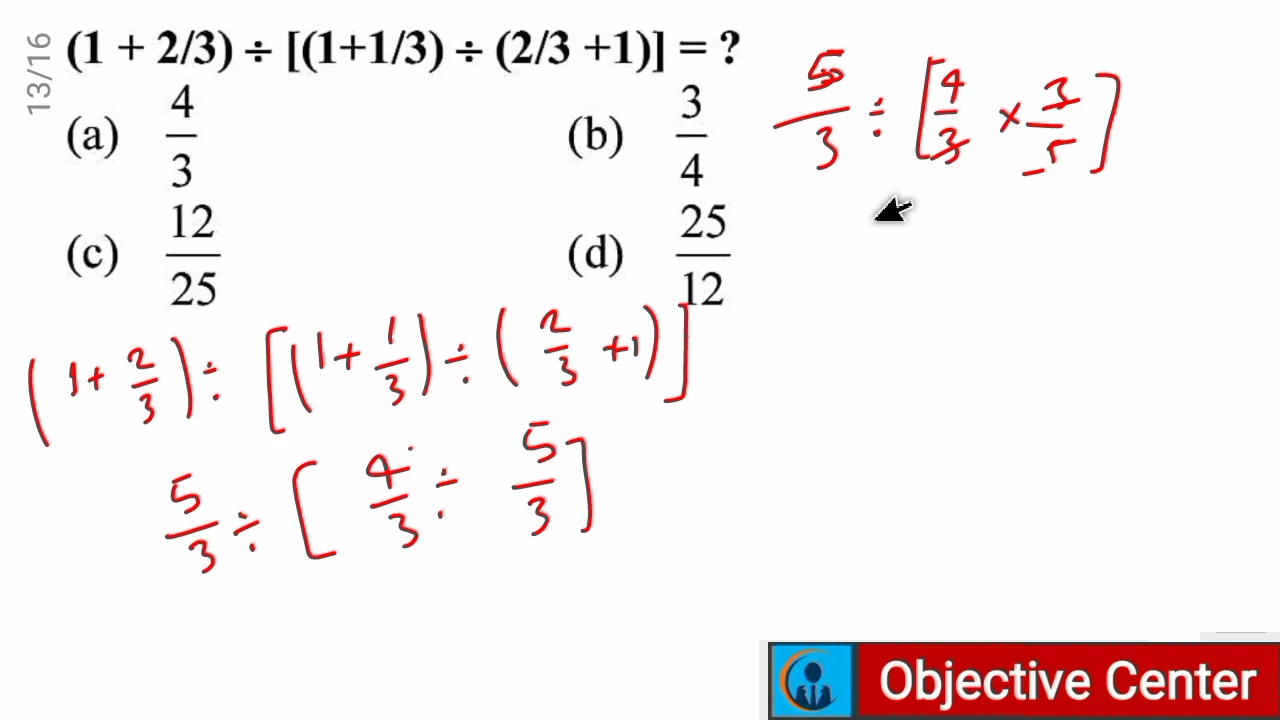 13/16
(1 + 2/3) ÷ [(1+1/3) ÷ (2/3 +1)] = ?
(a) 4/3 (b) 3/4
(c) 12/25 (d) 25/12
5/3 ÷ [4/3 × 3/5]
(1 + 2/3) ÷ [(1 + 1/3) ÷ (2/3 + 1)]
5/3 ÷ [4/3 ÷ 5/3]
Objective Center